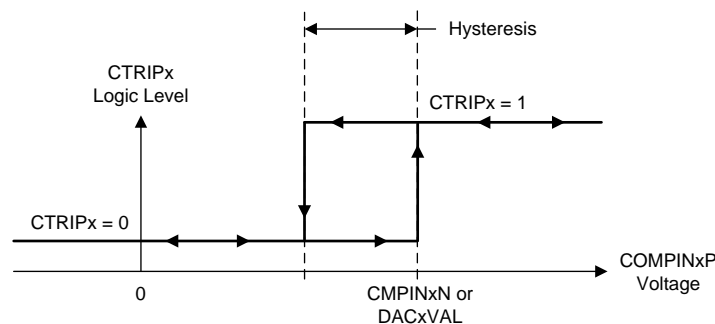 Hysteresis
CTRIPx
Logic Level
CTRIPx = 1
CTRIPx = 0
COMPINxP
Voltage
0
CMPINxN or
DACxVAL